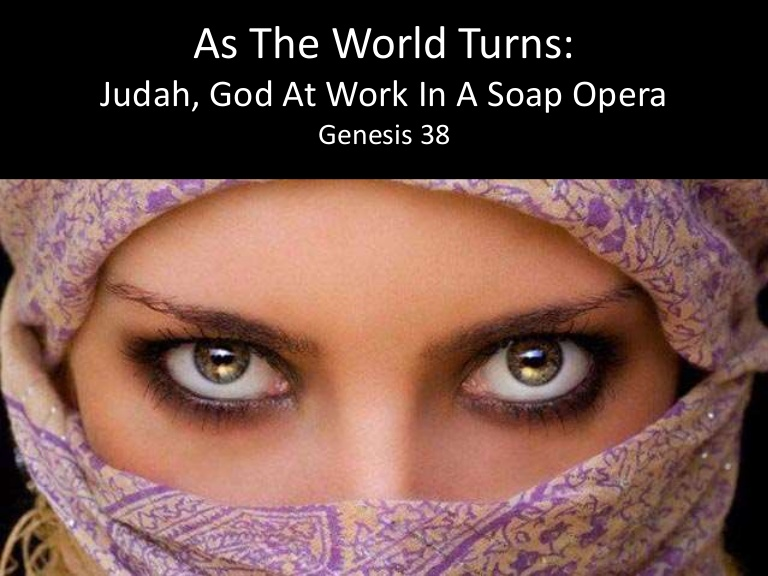 As The World Turns:
Judah, God At Work In A Soap Opera
Genesis 38